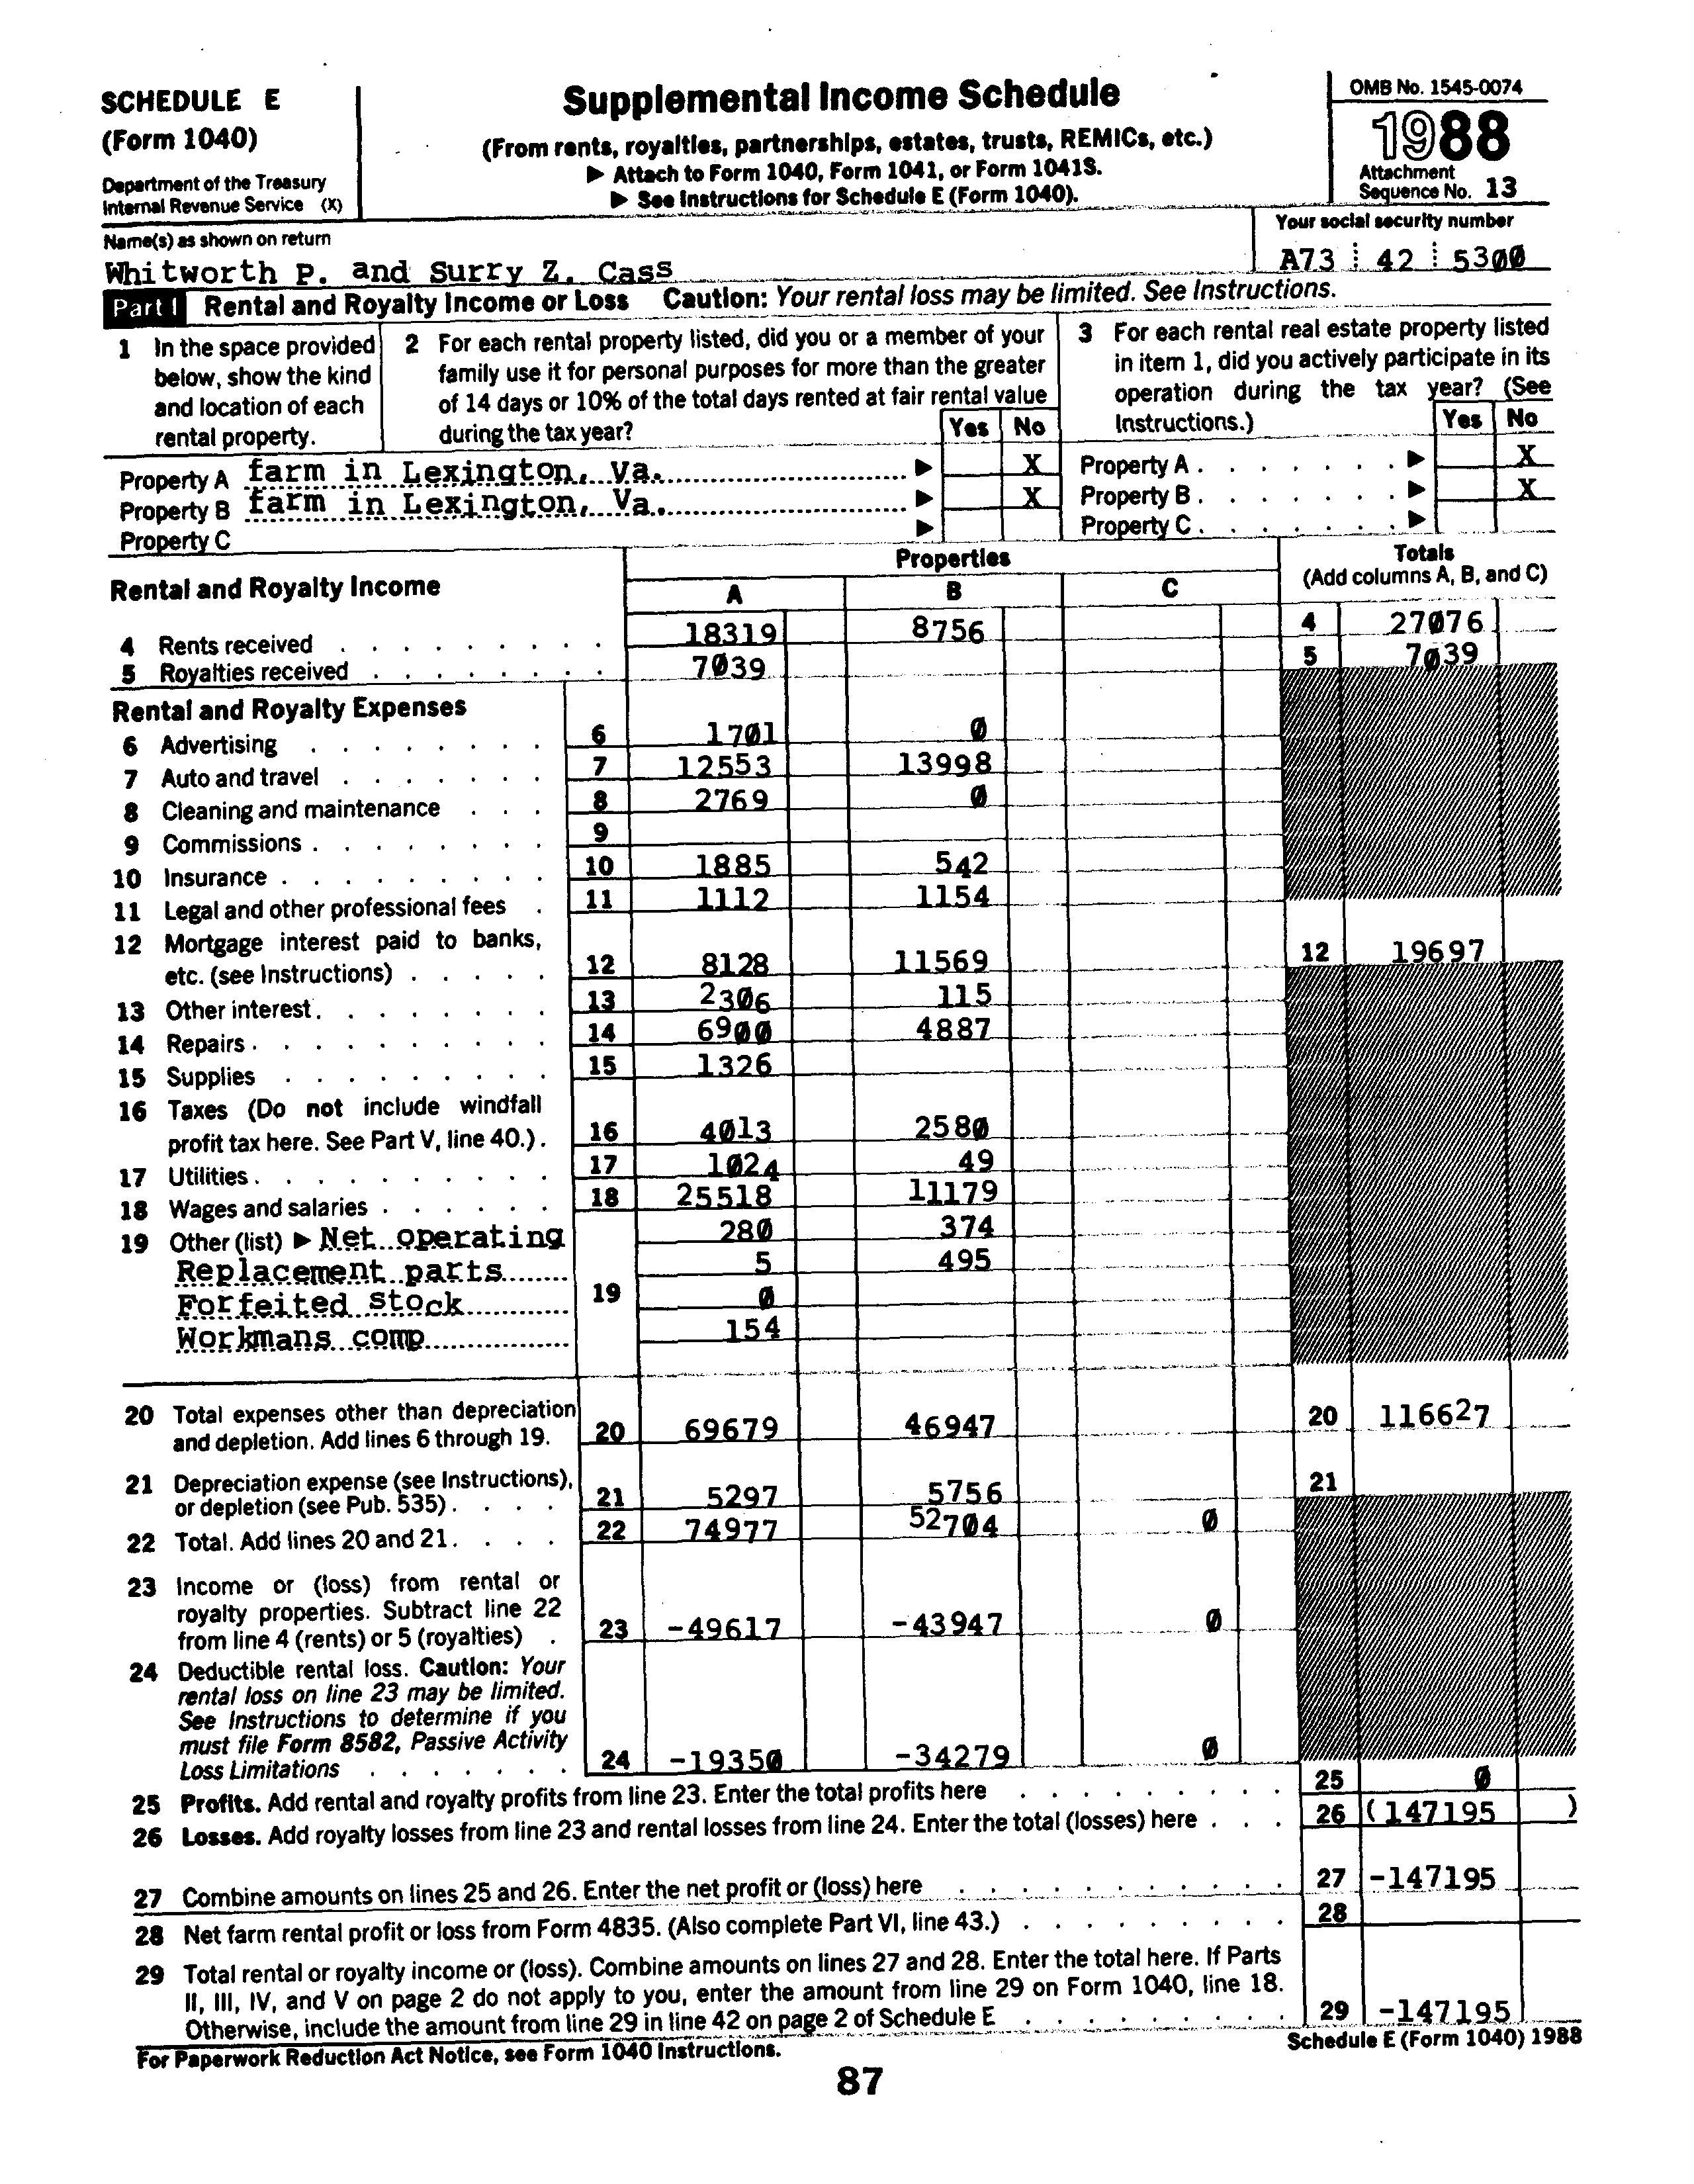 SCHEDULE E
(Form 1040)
Department of the Treasury
Internal Revenue Service (X)
Supplemental Income Schedule
(From rents, royalties, partnerships, estates, trusts, REMICs, etc.)
▶ Attach to Form 1040, Form 1041, or Form 1041S.
▶ See Instructions for Schedule E (Form 1040).
OMB No. 1545-0074
1988
Attachment
Sequence No. 13
Name(s) as shown on return
Whitworth P. and Surry Z. Cass
Your social security number
A73 42 5300
Part I Rental and Royalty Income or Loss Caution: Your rental loss may be limited. See Instructions.
1 In the space provided
below, show the kind
and location of each
rental property.
2 For each rental property listed, did you or a member of your
family use it for personal purposes for more than the greater
of 14 days or 10% of the total days rented at fair rental value
during the tax year? Yes No
3 For each rental real estate property listed
in item 1, did you actively participate in its
operation during the tax year? (See
Instructions.) Yes No
Property A farm in Lexington, Va. ▶ X Property A ▶ X
Property B farm in Lexington, Va. ▶ X Property B ▶ X
Property C ▶ Property C ▶
Rental and Royalty Income
Properties
A B C
Totals
(Add columns A, B, and C)
4 Rents received 18319 8756 4 27076
5 Royalties received 7039 5 7039
Rental and Royalty Expenses
6 Advertising 6 1701 0
7 Auto and travel 7 12553 13998
8 Cleaning and maintenance 8 2769 0
9 Commissions 9
10 Insurance 10 1885 542
11 Legal and other professional fees 11 1112 1154
12 Mortgage interest paid to banks,
etc. (see Instructions) 12 8128 11569 12 19697
13 Other interest 13 2306 115
14 Repairs 14 6900 4887
15 Supplies 15 1326
16 Taxes (Do not include windfall
profit tax here. See Part V, line 40.) 16 4013 2580
17 Utilities 17 1024 49
18 Wages and salaries 18 25518 11179
19 Other (list) ▶ Net operating 280 374
Replacement parts 5 495
Forfeited stock 19 0
Workmans comp 154
20 Total expenses other than depreciation
and depletion. Add lines 6 through 19. 20 69679 46947 20 116627
21 Depreciation expense (see Instructions),
or depletion (see Pub. 535) 21 5297 5756 21
22 Total. Add lines 20 and 21. 22 74977 52704 0
23 Income or (loss) from rental or
royalty properties. Subtract line 22
from line 4 (rents) or 5 (royalties) 23 -49617 -43947 0
24 Deductible rental loss. Caution: Your
rental loss on line 23 may be limited.
See Instructions to determine if you
must file Form 8582, Passive Activity
Loss Limitations 24 -19350 -34279 0
25 Profits. Add rental and royalty profits from line 23. Enter the total profits here 25 0
26 Losses. Add royalty losses from line 23 and rental losses from line 24. Enter the total (losses) here 26 (147195)
27 Combine amounts on lines 25 and 26. Enter the net profit or (loss) here 27 -147195
28 Net farm rental profit or loss from Form 4835. (Also complete Part VI, line 43.) 28
29 Total rental or royalty income or (loss). Combine amounts on lines 27 and 28. Enter the total here. If Parts
II, III, IV, and V on page 2 do not apply to you, enter the amount from line 29 on Form 1040, line 18.
Otherwise, include the amount from line 29 in line 42 on page 2 of Schedule E 29 -147195
For Paperwork Reduction Act Notice, see Form 1040 Instructions.
Schedule E (Form 1040) 1988
87